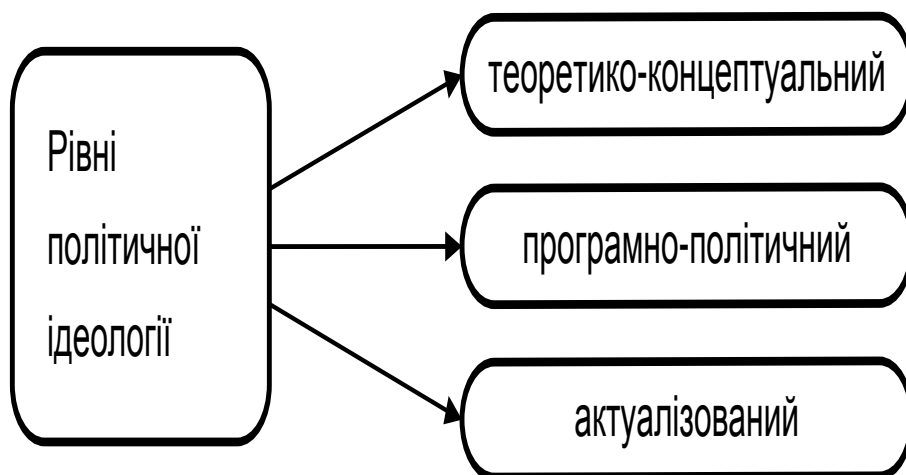 Рівні
політичної
ідеології
теоретико-концептуальний
програмно-політичний
актуалізований